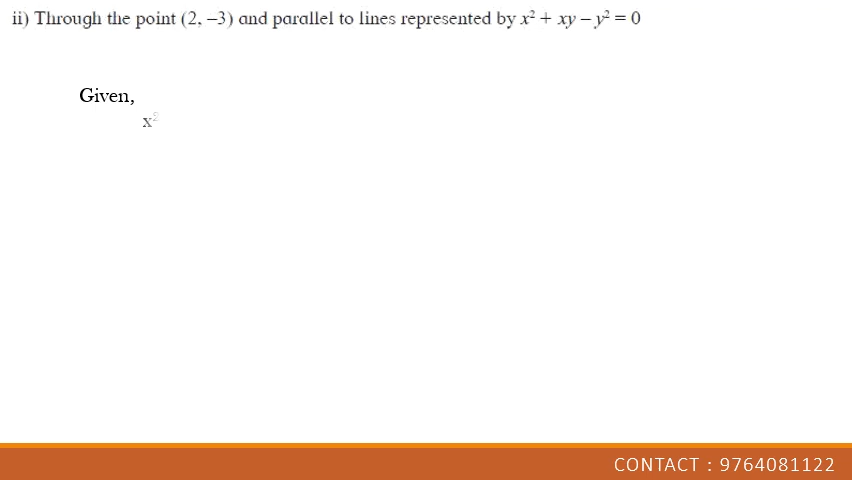 ii) Through the point (2, –3) and parallel to lines represented by x² + xy – y² = 0
Given,
x²
CONTACT : 9764081122